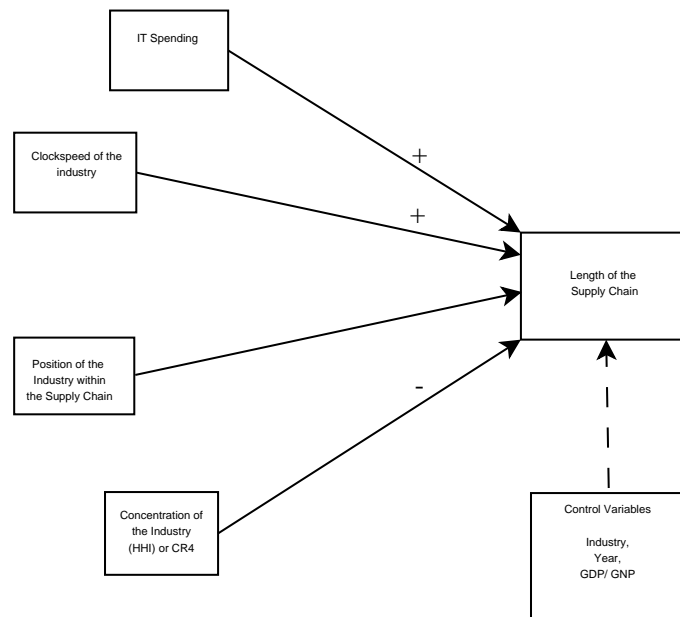 IT Spending
Clockspeed of the
industry
+
+
Length of the
Supply Chain
Position of the
Industry within
the Supply Chain
-
Concentration of
the Industry
(HHI) or CR4
Control Variables
Industry,
Year,
GDP/ GNP